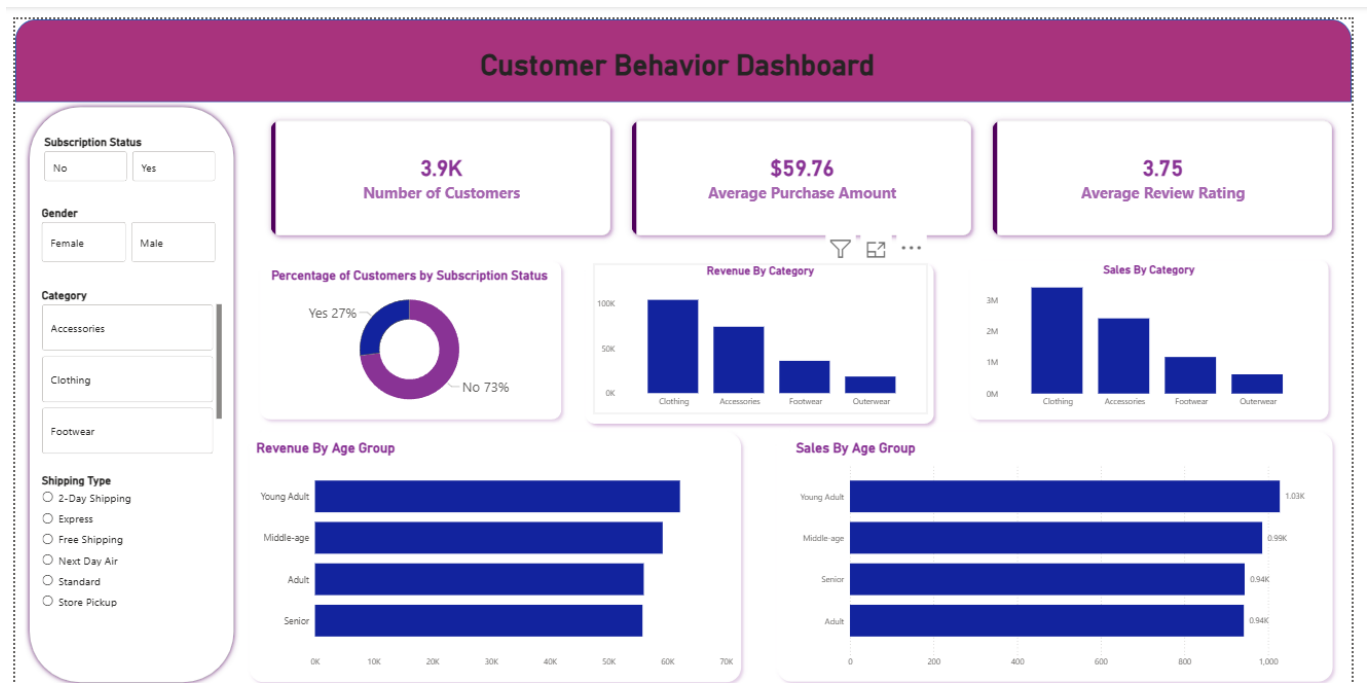 Customer Behavior Dashboard
Subscription Status
No
Yes
Gender
Female
Male
Category
Accessories
Clothing
Footwear
Shipping Type
2-Day Shipping
Express
Free Shipping
Next Day Air
Standard
Store Pickup
3.9K
Number of Customers
$59.76
Average Purchase Amount
3.75
Average Review Rating
Percentage of Customers by Subscription Status
Yes 27%
No 73%
Revenue By Category
100K
50K
0K
Clothing
Accessories
Footwear
Outerwear
Sales By Category
3M
2M
1M
0M
Clothing
Accessories
Footwear
Outerwear
Revenue By Age Group
Young Adult
Middle-age
Adult
Senior
0K
10K
20K
30K
40K
50K
60K
70K
Sales By Age Group
Young Adult
1.03K
Middle-age
0.99K
Senior
0.94K
Adult
0.94K
0
200
400
600
800
1,000